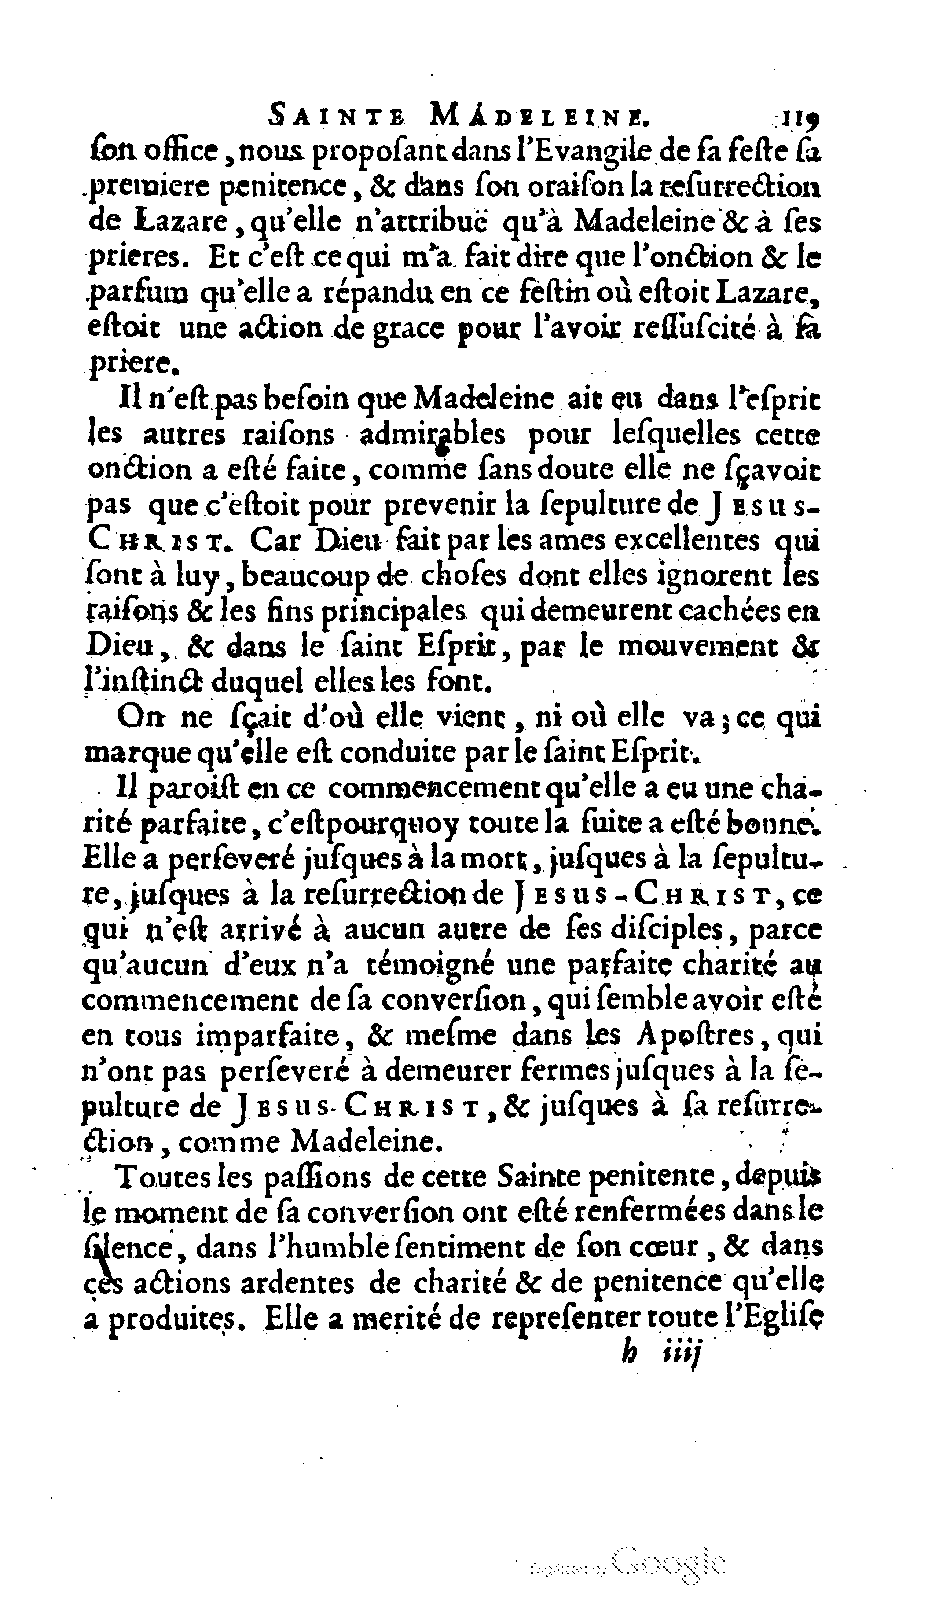 SAINTE MADELEINE. 119
ſon office, nous propoſant dans l'Evangile de ſa feſte ſa
premiere penitence, & dans ſon oraiſon la reſurrection
de Lazare, qu'elle n'attribuë qu'à Madeleine & à ſes
prieres. Et c'eſt ce qui m'a fait dire que l'onction & le
parfum qu'elle a répandu en ce feſtin où eſtoit Lazare,
eſtoit une action de grace pour l'avoir reſſuſcité à ſa
priere.
Il n'eſt pas beſoin que Madeleine ait eu dans l'eſprit
les autres raiſons admirables pour leſquelles cette
onction a eſté faite, comme ſans doute elle ne ſçavoit
pas que c'eſtoit pour prevenir la ſepulture de JESUS-
CHRIST. Car Dieu fait par les ames excellentes qui
ſont à luy, beaucoup de choſes dont elles ignorent les
raiſons & les fins principales qui demeurent cachées en
Dieu, & dans le ſaint Eſprit, par le mouvement &
l'inſtinct duquel elles les font.
On ne ſçait d'où elle vient, ni où elle va; ce qui
marque qu'elle eſt conduite par le ſaint Eſprit.
Il paroiſt en ce commencement qu'elle a eu une cha-
rité parfaite, c'eſtpourquoy toute la ſuite a eſté bonne.
Elle a perſeveré juſques à la mort, juſques à la ſepultu-
re, juſques à la reſurrection de JESUS-CHRIST, ce
qui n'eſt arrivé à aucun autre de ſes diſciples, parce
qu'aucun d'eux n'a témoigné une parfaite charité au
commencement de ſa converſion, qui ſemble avoir eſté
en tous imparfaite, & meſme dans les Apoſtres, qui
n'ont pas perſeveré à demeurer fermes juſques à la ſe-
pulture de JESUS-CHRIST, & juſques à ſa reſurre-
ction, comme Madeleine.
Toutes les paſſions de cette Sainte penitente, depuis
le moment de ſa converſion ont eſté renfermées dans le
ſilence, dans l'humble ſentiment de ſon cœur, & dans
ces actions ardentes de charité & de penitence qu'elle
a produites. Elle a merité de repreſenter toute l'Egliſe
h iiij
Digitized by Google